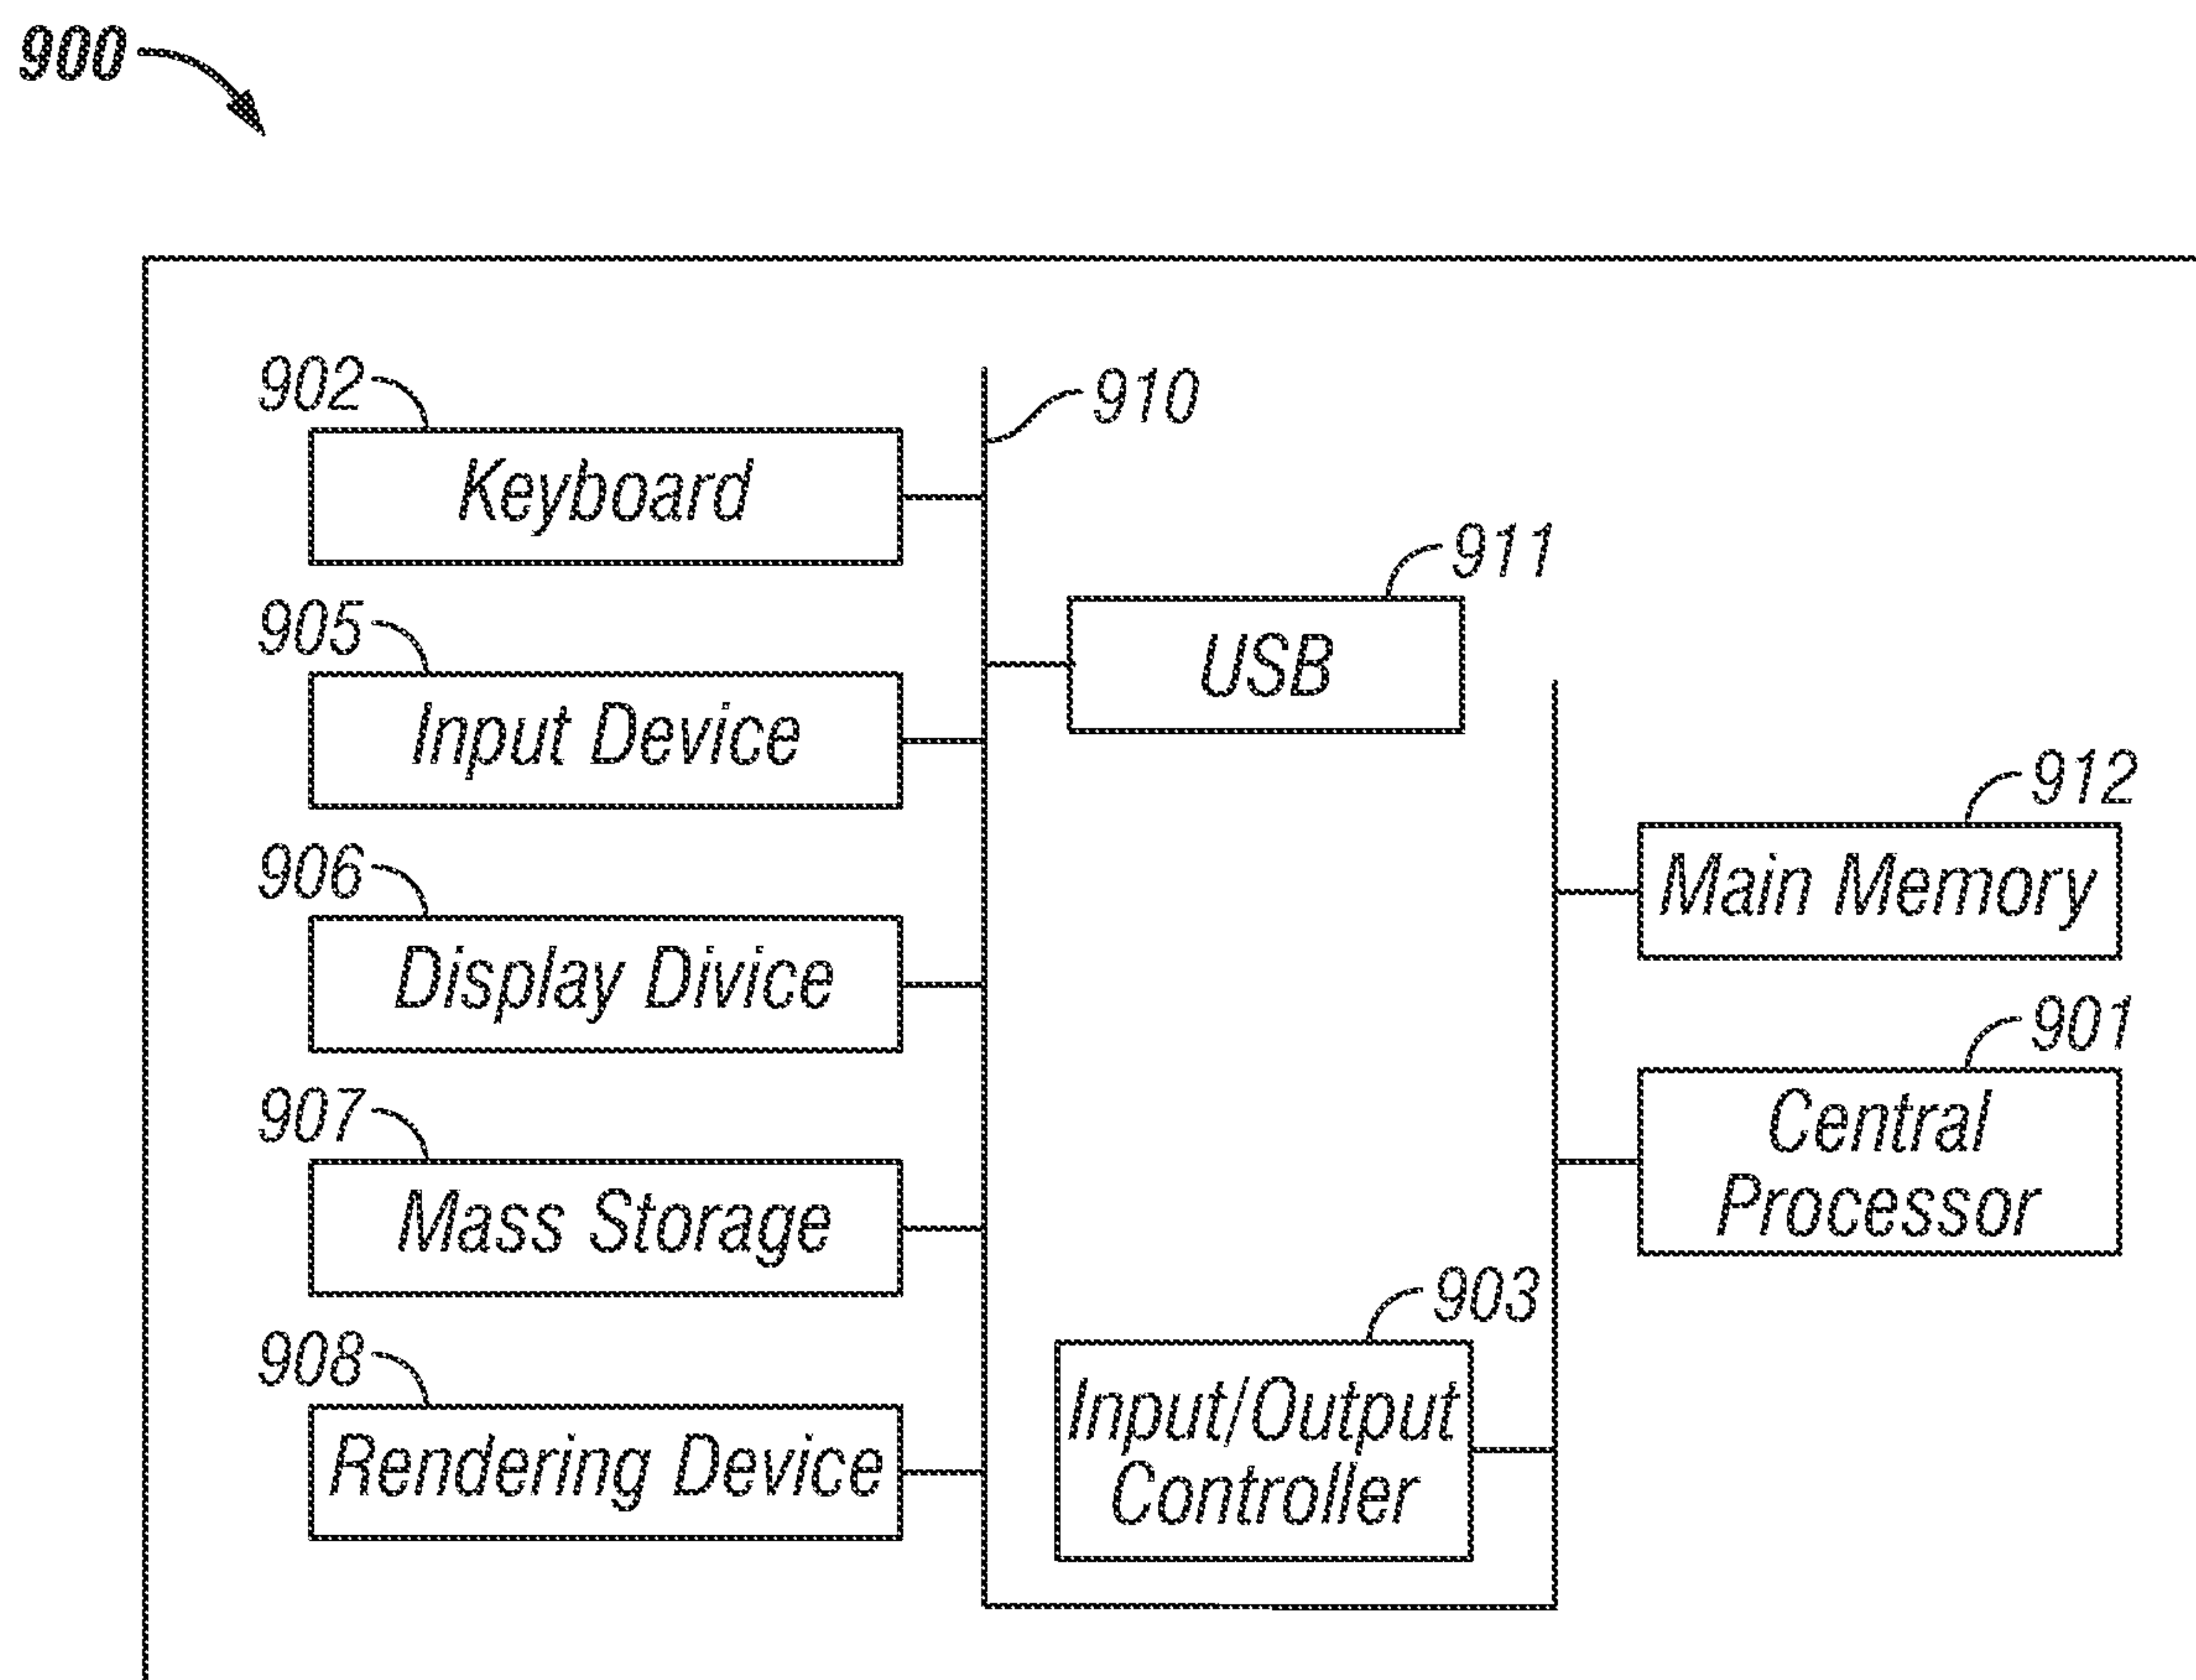 900
902
Keyboard
910
905
Input Device
911
USB
906
Display Divice
912
Main Memory
907
Mass Storage
901
Central
Processor
908
Rendering Device
903
Input/Output
Controller